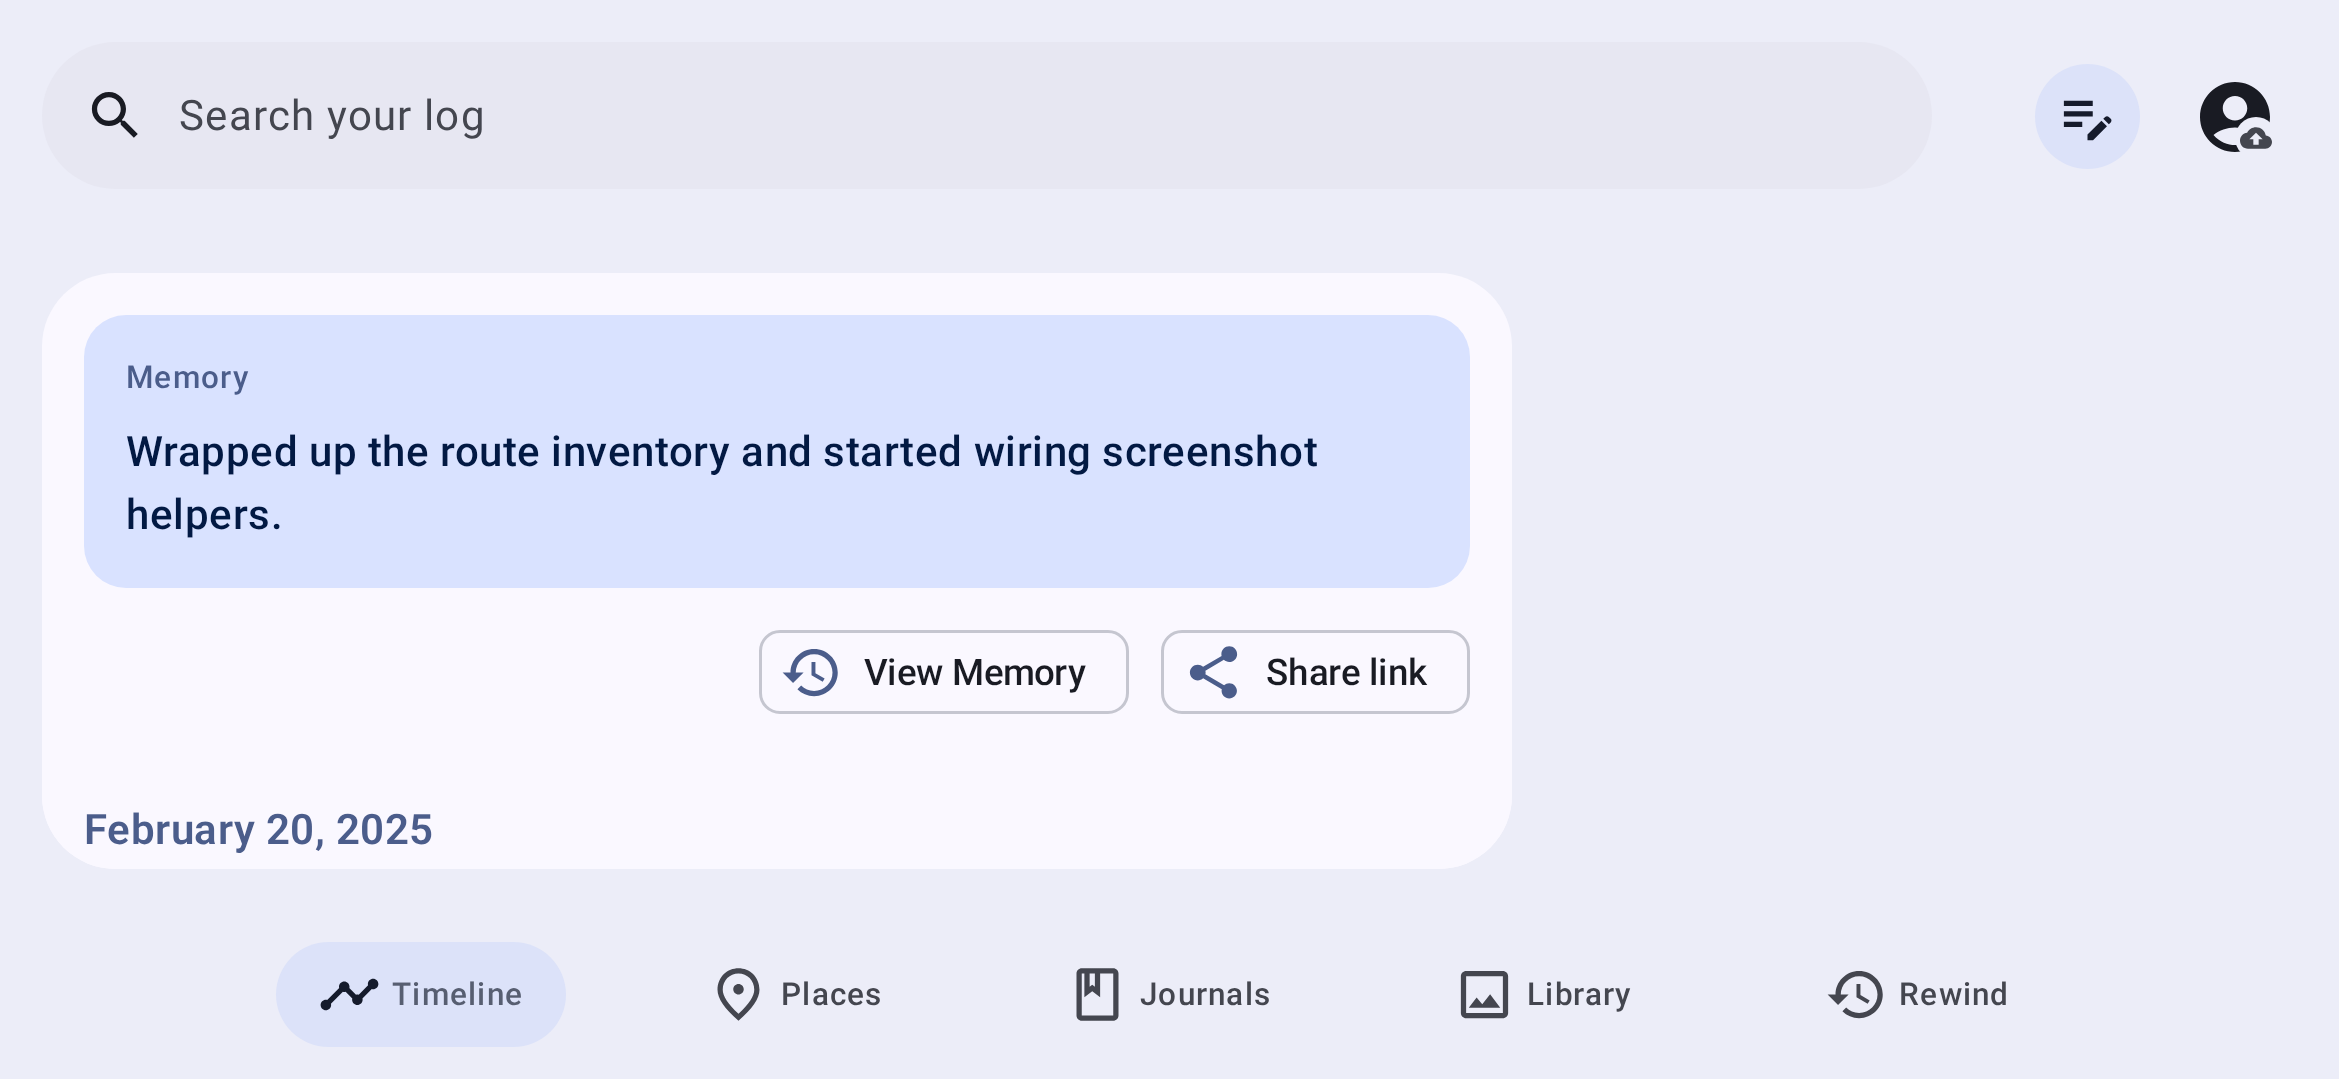 Search your log
Memory
Wrapped up the route inventory and started wiring screenshot
helpers.
View Memory
Share link
February 20, 2025
Timeline
Places
Journals
Library
Rewind